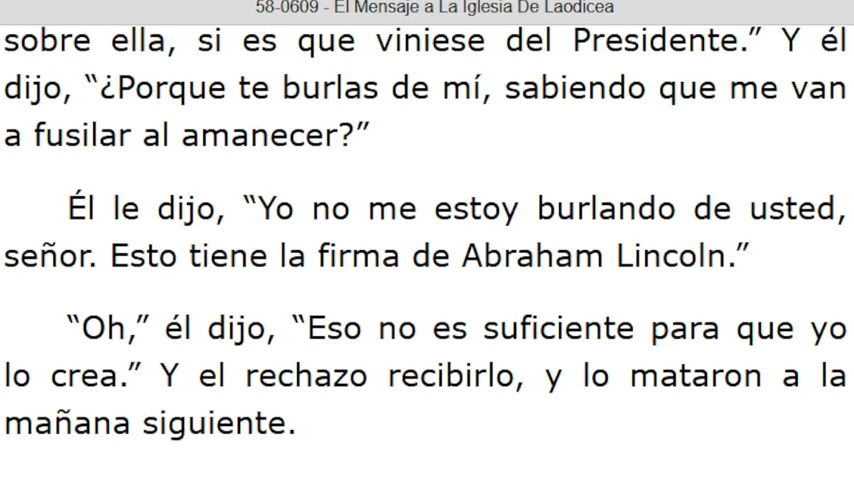 58-0609 - El Mensaje a La Iglesia De Laodicea
sobre ella, si es que viniese del Presidente.” Y él
dijo, “¿Porque te burlas de mí, sabiendo que me van
a fusilar al amanecer?”
Él le dijo, “Yo no me estoy burlando de usted,
señor. Esto tiene la firma de Abraham Lincoln.”
“Oh,” él dijo, “Eso no es suficiente para que yo
lo crea.” Y el rechazo recibirlo, y lo mataron a la
mañana siguiente.